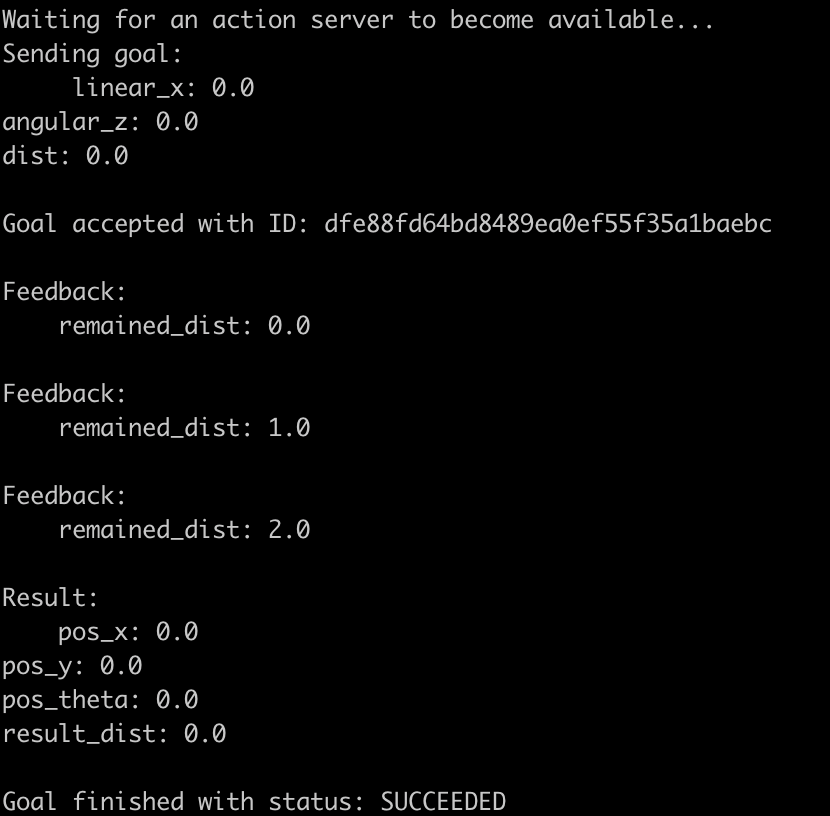 Waiting for an action server to become available...
Sending goal:
     linear_x: 0.0
angular_z: 0.0
dist: 0.0

Goal accepted with ID: dfe88fd64bd8489ea0ef55f35a1baebc

Feedback:
    remained_dist: 0.0

Feedback:
    remained_dist: 1.0

Feedback:
    remained_dist: 2.0

Result:
    pos_x: 0.0
pos_y: 0.0
pos_theta: 0.0
result_dist: 0.0

Goal finished with status: SUCCEEDED